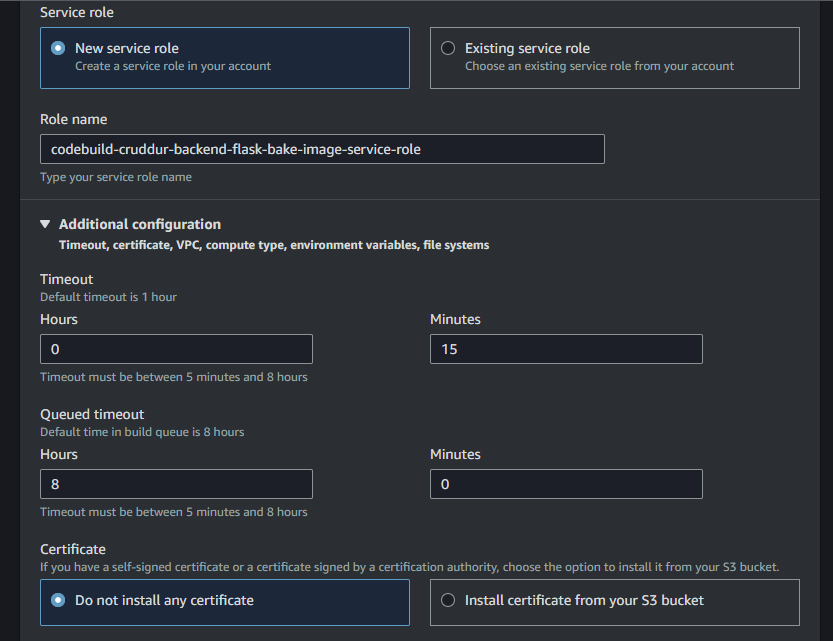 Service role
New service role
Create a service role in your account
Existing service role
Choose an existing service role from your account
Role name
codebuild-cruddur-backend-flask-bake-image-service-role
Type your service role name
Additional configuration
Timeout, certificate, VPC, compute type, environment variables, file systems
Timeout
Default timeout is 1 hour
Hours
0
Minutes
15
Timeout must be between 5 minutes and 8 hours
Queued timeout
Default time in build queue is 8 hours
Hours
8
Minutes
0
Timeout must be between 5 minutes and 8 hours
Certificate
If you have a self-signed certificate or a certificate signed by a certification authority, choose the option to install it from your S3 bucket.
Do not install any certificate
Install certificate from your S3 bucket